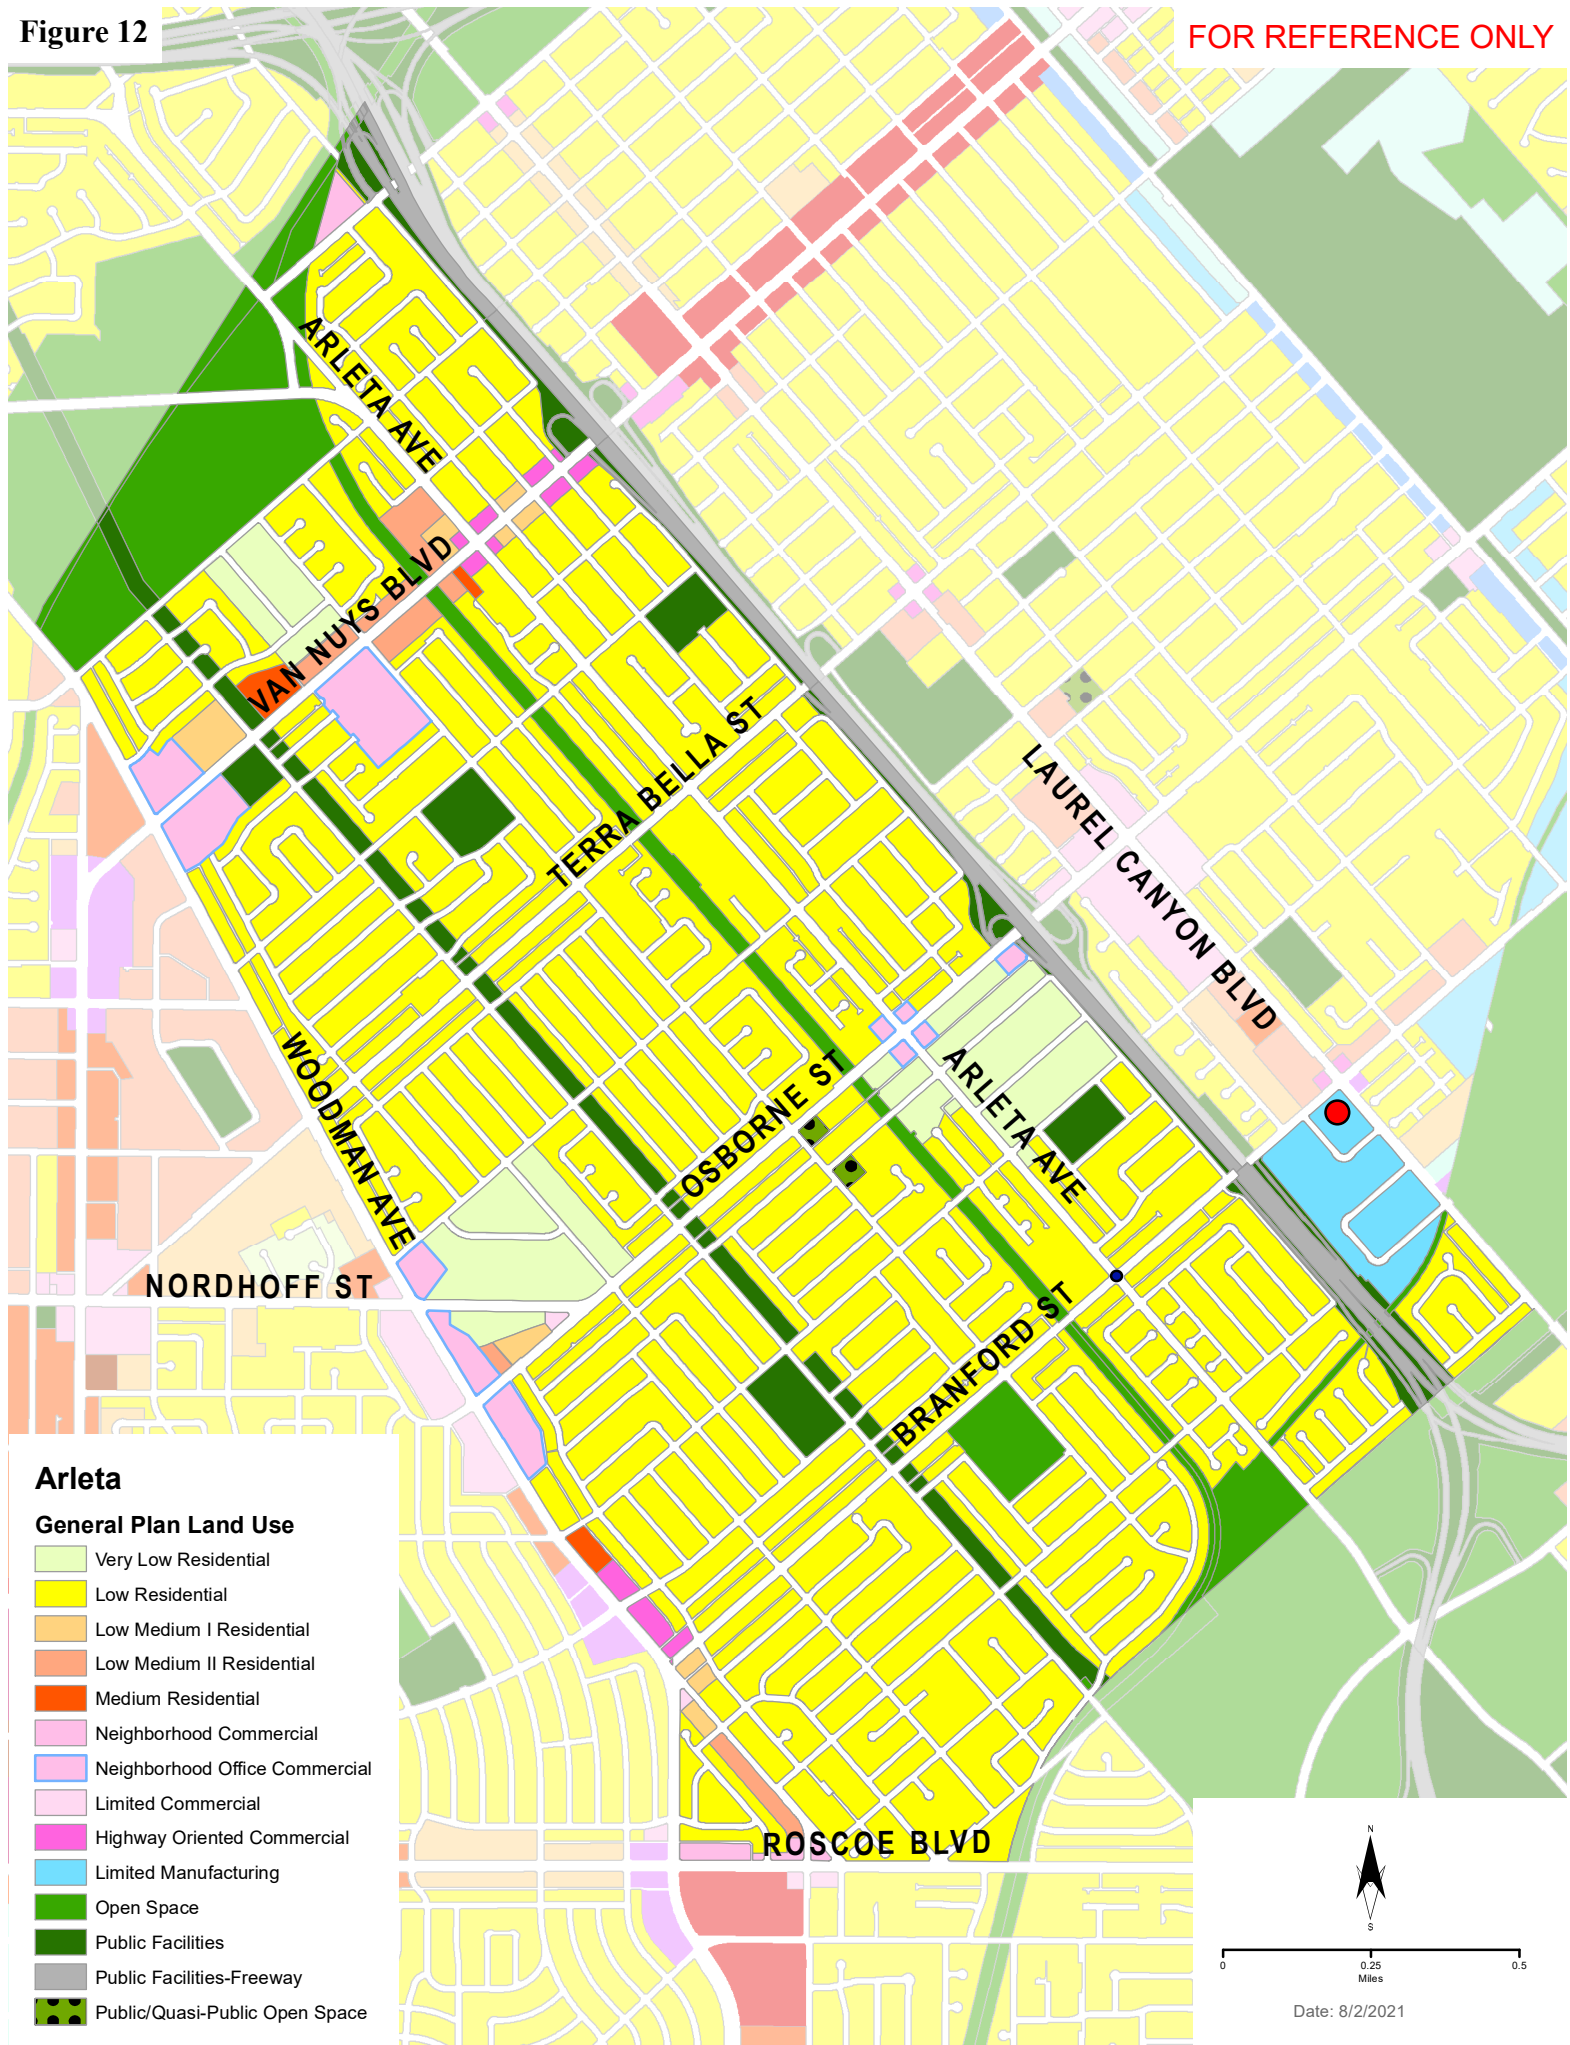 Figure 12
FOR REFERENCE ONLY
ARLETA AVE
VAN NUYS BLVD
TERRA BELLA ST
LAUREL CANYON BLVD
WOODMAN AVE
OSBORNE ST
ARLETA AVE
NORDHOFF ST
BRANFORD ST
ROSCOE BLVD
Arleta
General Plan Land Use
Very Low Residential
Low Residential
Low Medium I Residential
Low Medium II Residential
Medium Residential
Neighborhood Commercial
Neighborhood Office Commercial
Limited Commercial
Highway Oriented Commercial
Limited Manufacturing
Open Space
Public Facilities
Public Facilities-Freeway
Public/Quasi-Public Open Space
N
S
0 0.25 0.5
Miles
Date: 8/2/2021